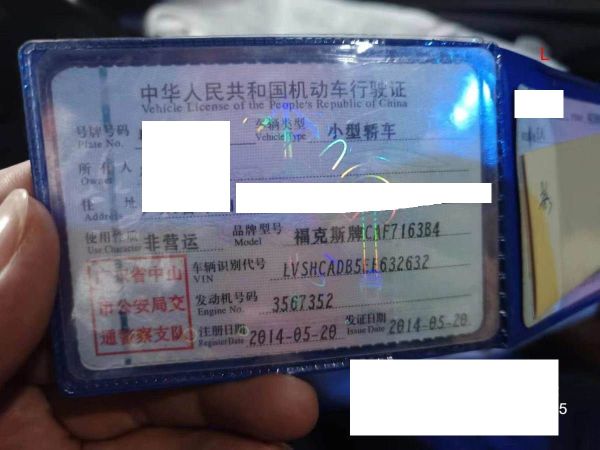 中华人民共和国机动车行驶证
Vehicle License of the People's Republic of China
号牌号码 车辆类型 小型轿车
Plate No. Vehicle Type
所有人
Owner
住 址
Address
使用性质 非营运 品牌型号 福克斯牌CAF7163B4
Use Character Model
车辆识别代号 LVSHCADB5EE632632
VIN
广东省中山
市公安局交
通警察支队
发动机号码 3567352
Engine No.
注册日期 2014-05-20 发证日期 2014-05-20
Register Date Issue Date
L
5